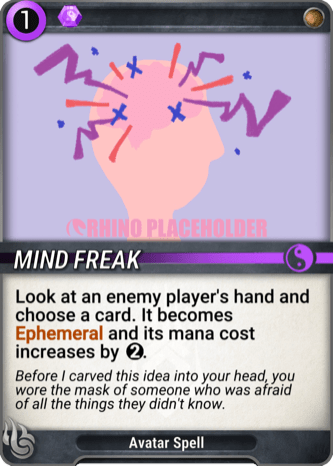 1
RHINO PLACEHOLDER
MIND FREAK
Look at an enemy player's hand and
choose a card. It becomes
Ephemeral and its mana cost
increases by 2.
Before I carved this idea into your head, you
wore the mask of someone who was afraid
of all the things they didn't know.
Avatar Spell